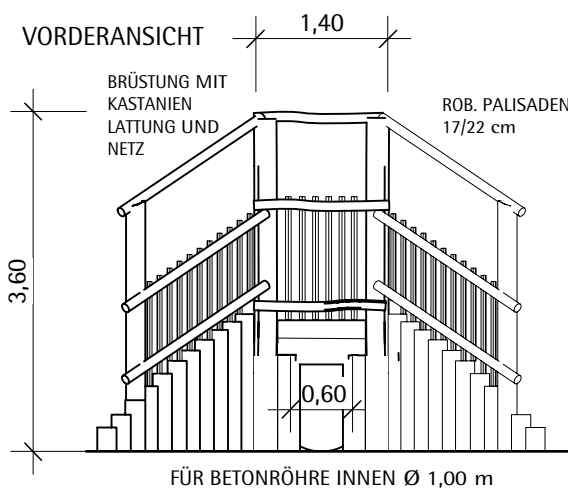 VORDERANSICHT
1,40
BRÜSTUNG MIT
KASTANIEN
LATTUNG UND
NETZ
ROB. PALISADEN
17/22 cm
3,60
0,60
FÜR BETONRÖHRE INNEN Ø 1,00 m